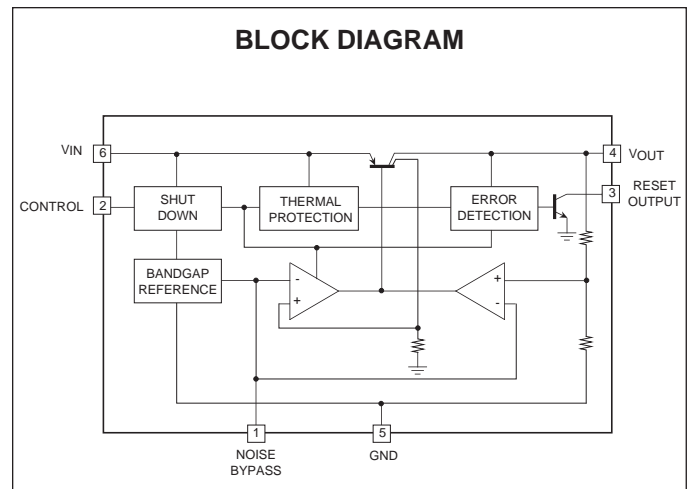 BLOCK DIAGRAM
VIN
6
4
VOUT
CONTROL
2
SHUT
DOWN
THERMAL
PROTECTION
ERROR
DETECTION
3
RESET
OUTPUT
BANDGAP
REFERENCE
-
+
+
-
1
5
NOISE
BYPASS
GND